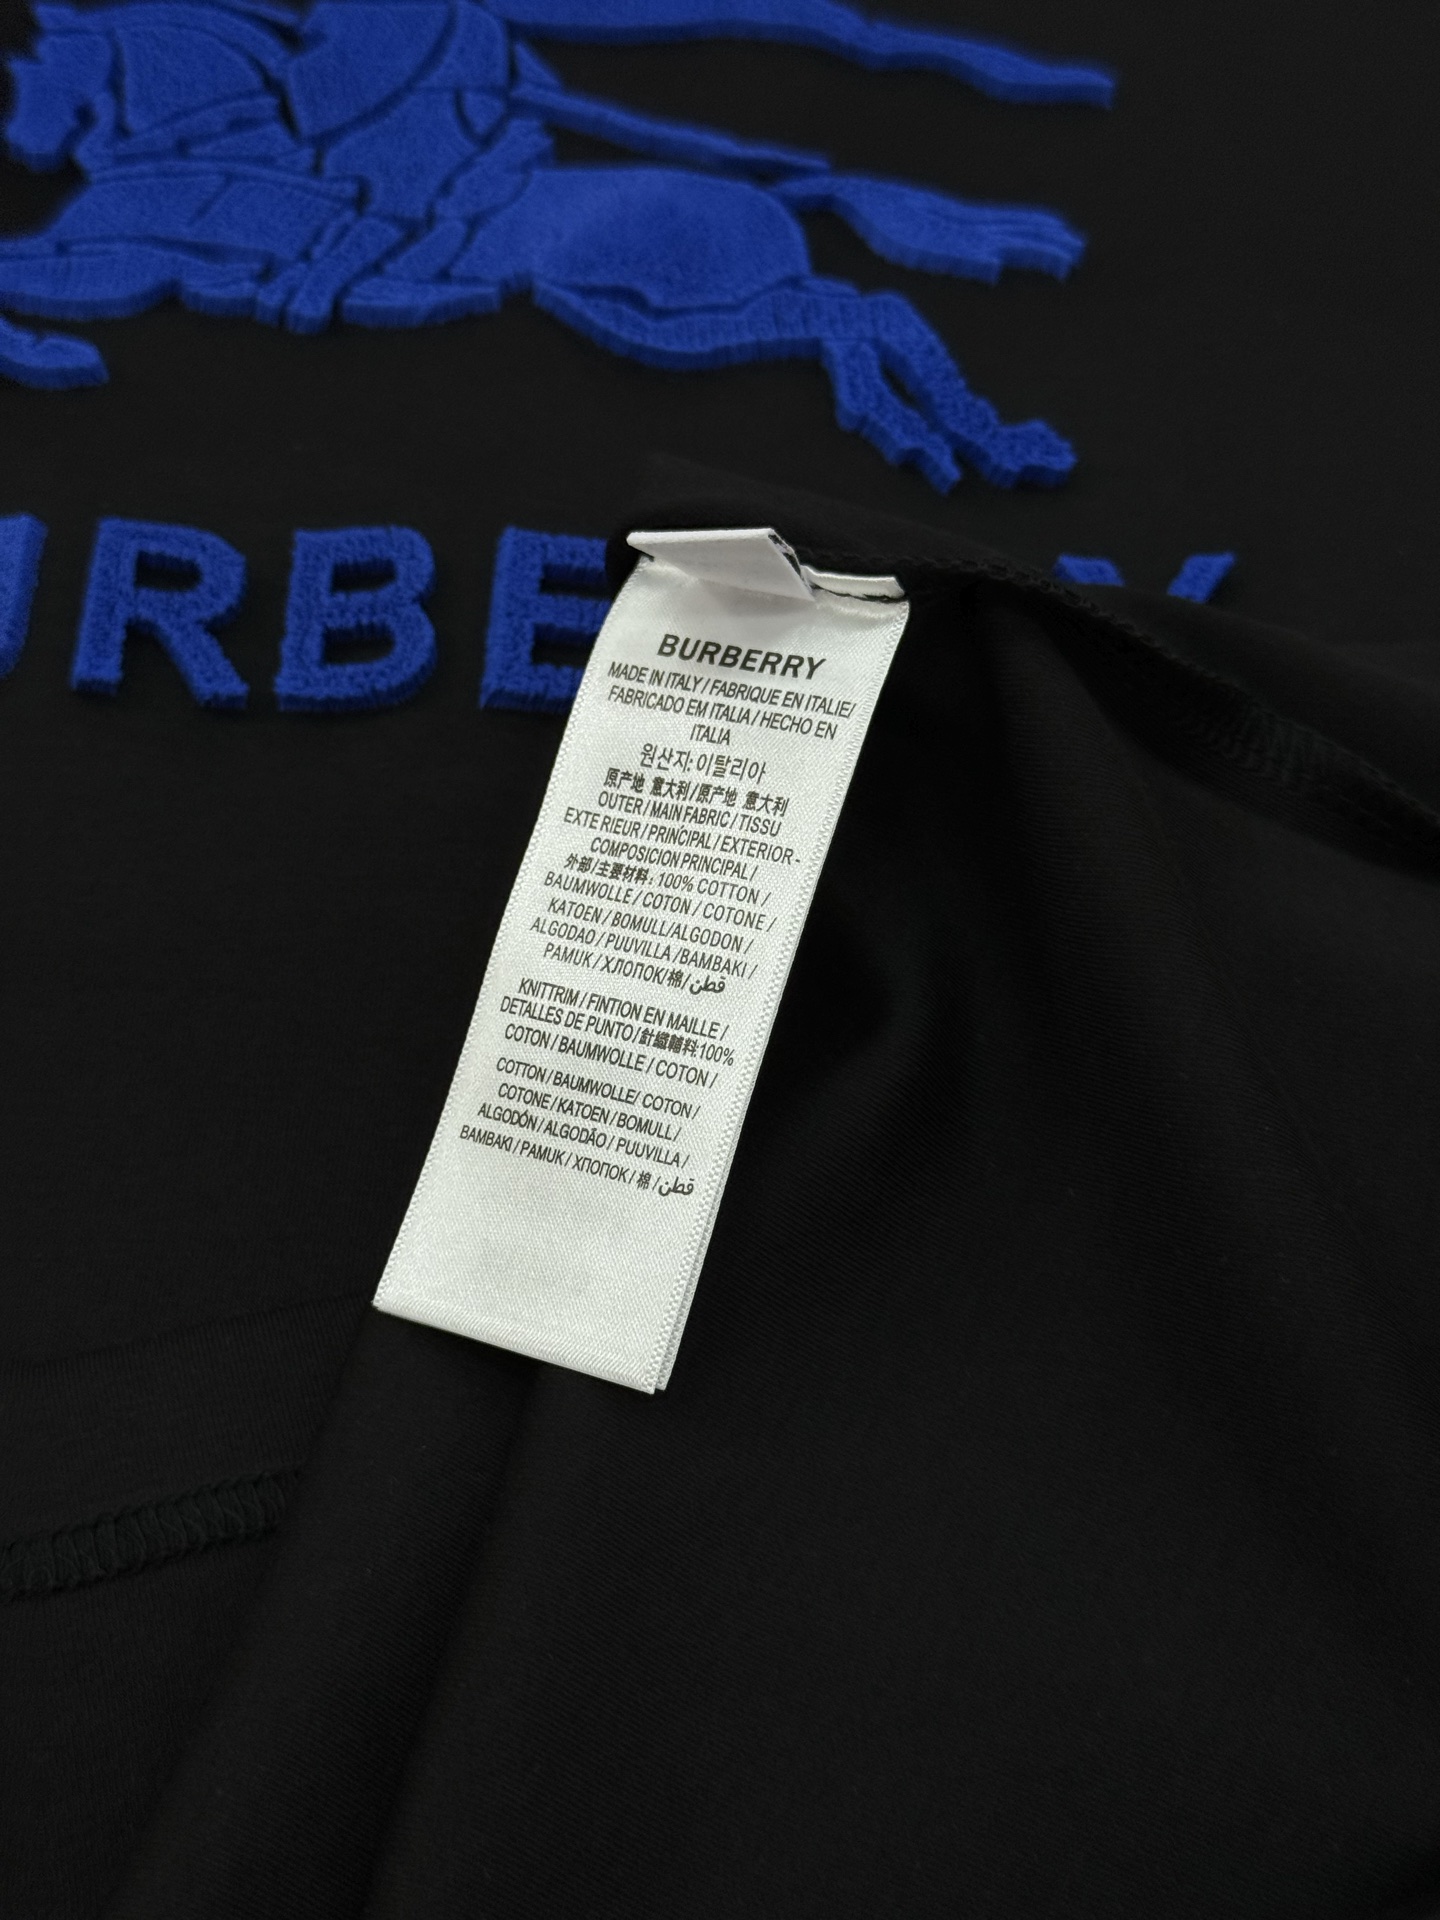 URBE Y
BURBERRY
MADE IN ITALY / FABRIQUE EN ITALIE/
FABRICADO EM ITALIA / HECHO EN
ITALIA
원산지: 이탈리아
原产地 意大利/原产地 意大利
OUTER / MAIN FABRIC / TISSU
EXTE RIEUR / PRINCIPAL / EXTERIOR -
COMPOSICION PRINCIPAL /
外部/主要材料: 100% COTTON /
BAUMWOLLE / COTON / COTONE /
KATOEN / BOMULL/ALGODON /
ALGODAO / PUUVILLA /BAMBAKI /
PAMUK / ХЛОПОК/棉/قطن
KNITTRIM / FINTION EN MAILLE /
DETALLES DE PUNTO / 針織輔料:100%
COTON / BAUMWOLLE / COTON /
COTTON / BAUMWOLLE/ COTON /
COTONE / KATOEN / BOMULL /
ALGODÓN / ALGODÃO / PUUVILLA /
BAMBAKI / PAMUK / ХПОПОК / 棉 / قطن